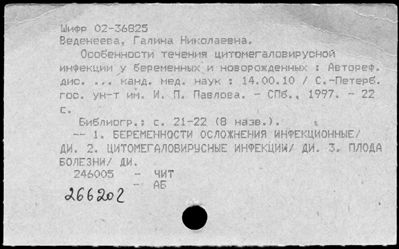 Шифр 02-36825
Веденеева, Галина Николаевна.
Особенности течения цитомегаловирусной
инфекции у беременных и новорожденных : Автореф.
дис. ... канд. мед. наук : 14.00.10 / С.-Петерб.
гос. ун-т им. И. П. Павлова. - СПб., 1997. - 22
с.
Библиогр.: с. 21-22 (8 назв.).
-- 1. БЕРЕМЕННОСТИ ОСЛОЖНЕНИЯ ИНФЕКЦИОННЫЕ/
ДИ. 2. ЦИТОМЕГАЛОВИРУСНЫЕ ИНФЕКЦИИ/ ДИ. 3. ПЛОДА
БОЛЕЗНИ/ ДИ.
246005 - ЧИТ
- АБ
266202